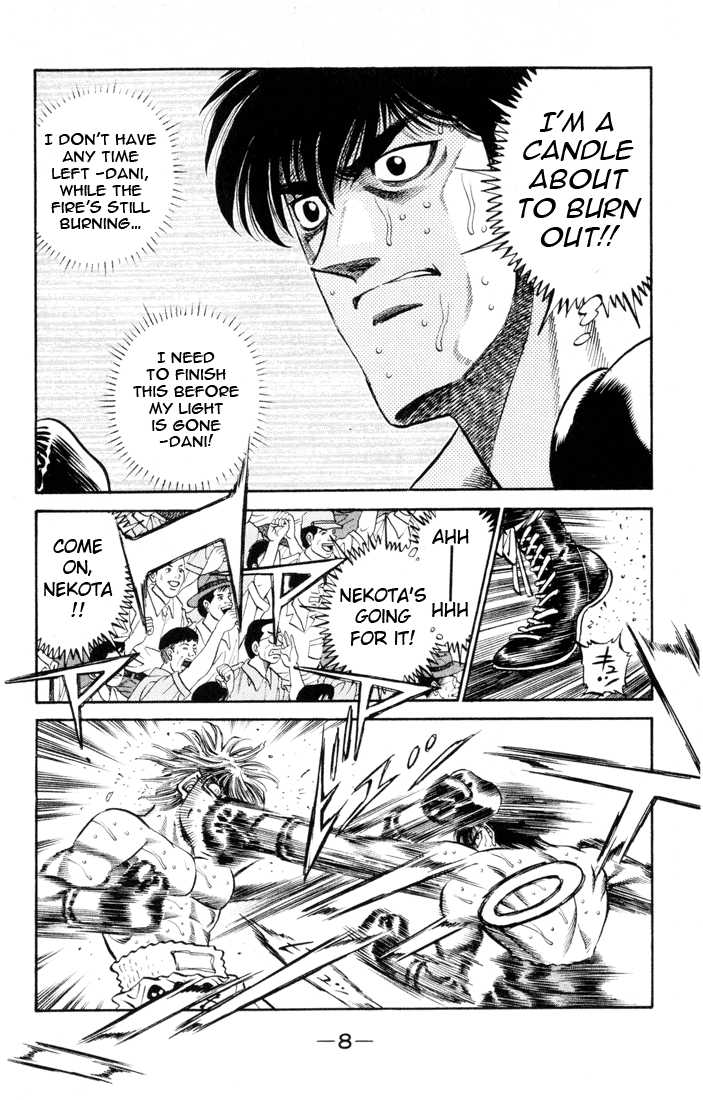 I'M A
CANDLE
ABOUT
TO BURN
OUT!!
I DON'T HAVE
ANY TIME
LEFT -DANI,
WHILE THE
FIRE'S STILL
BURNING...
I NEED
TO FINISH
THIS BEFORE
MY LIGHT
IS GONE
-DANI!
AHH
HHH
NEKOTA'S
GOING
FOR IT!
COME
ON,
NEKOTA
!!
—8—